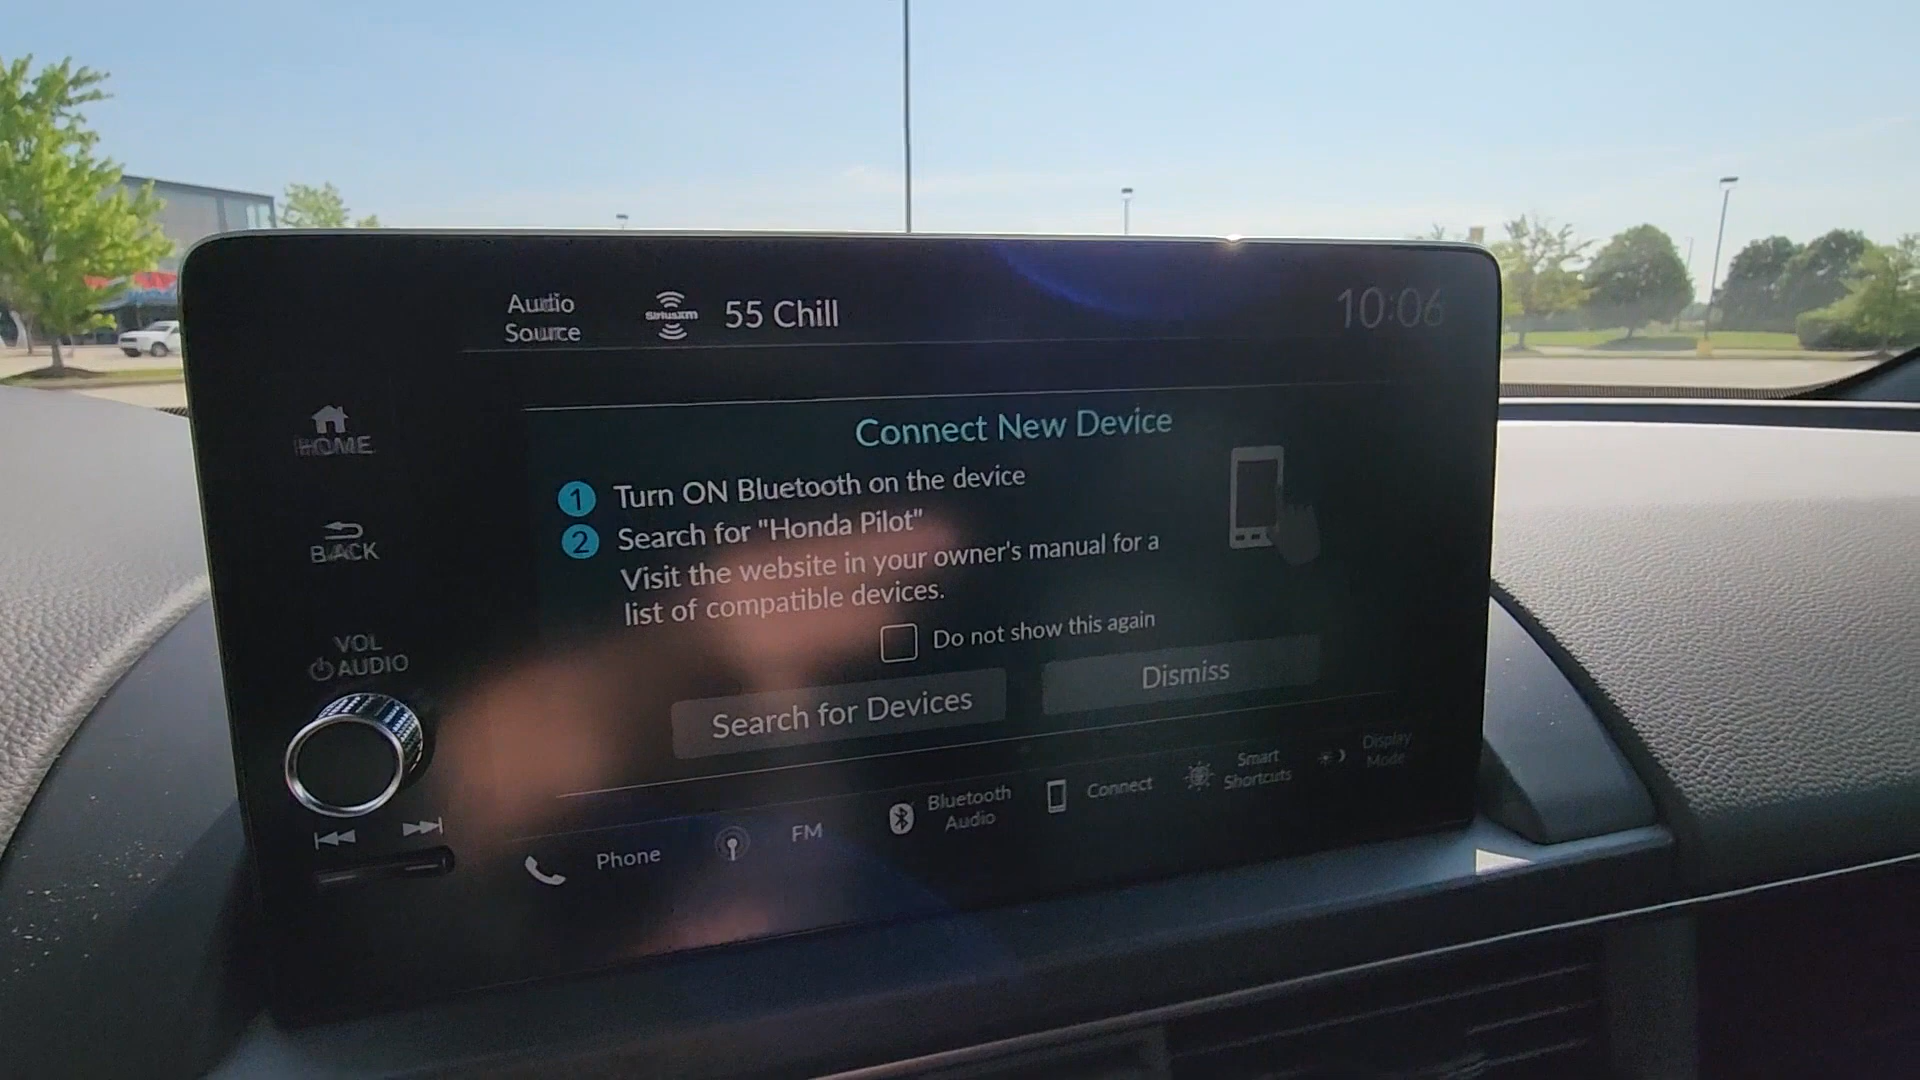 Audio
Source
siriusxm
55 Chill
10:06
HOME
BACK
VOL
AUDIO
Connect New Device
1 Turn ON Bluetooth on the device
2 Search for "Honda Pilot"
Visit the website in your owner's manual for a
list of compatible devices.
Do not show this again
Search for Devices
Dismiss
Phone
FM
Bluetooth
Audio
Connect
Smart
Shortcuts
Display
Mode